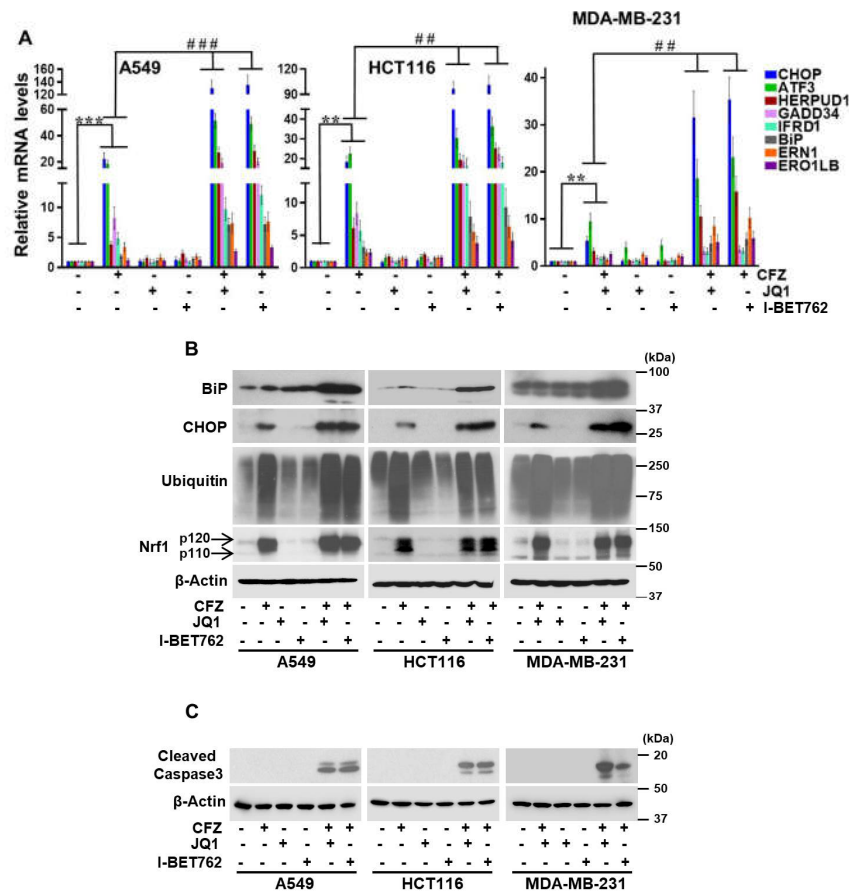 A
MDA-MB-231
###
A549
##
HCT116
##
***
**
**
Relative mRNA levels
160
140
120
100
60
40
20
10
5
0
120
90
60
40
30
20
10
5
0
40
30
20
10
0
CHOP
ATF3
HERPUD1
GADD34
IFRD1
BiP
ERN1
ERO1LB
- + - - + + - + - - + + - + - - + + CFZ
- - + - + - - - + - + - - + + - + - JQ1
- - - + - + - - - + - + - - - + - + I-BET762
B
(kDa)
BiP
100
37
CHOP
25
Ubiquitin
250
75
150
Nrf1
p120
p110
50
β-Actin
37
CFZ - + - - + + - + - - + + - + - - + +
JQ1 - - + - + - - - + - + - - + + - + -
I-BET762 - - - + - + - - - + - + - - - + - +
A549 HCT116 MDA-MB-231
C
(kDa)
Cleaved
Caspase3
20
50
β-Actin
37
CFZ - + - - + + - + - - + + - + - - + +
JQ1 - - + - + - - - + - + - - + + - + -
I-BET762 - - - + - + - - - + - + - - - + - +
A549 HCT116 MDA-MB-231